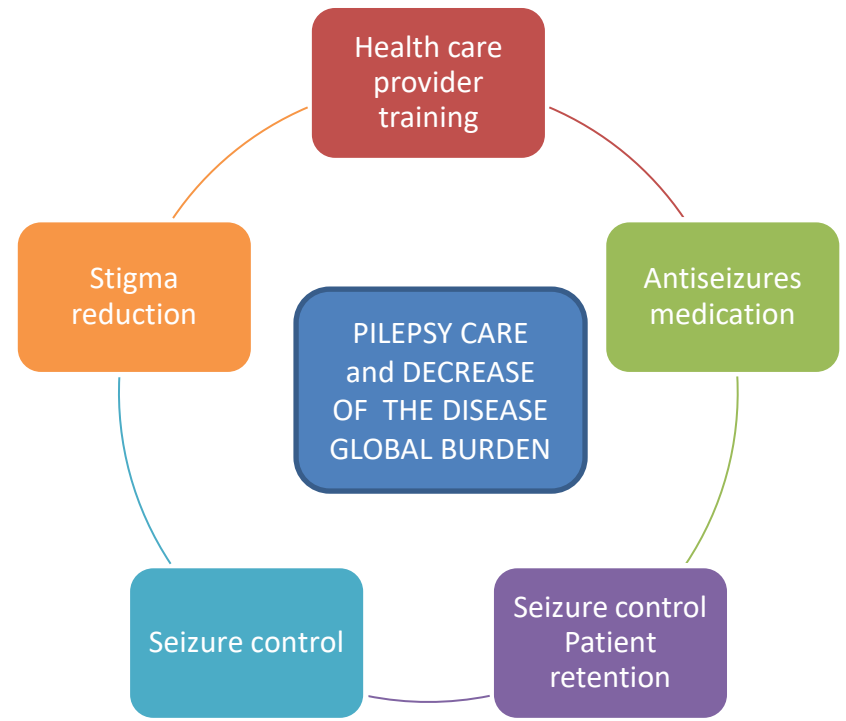 Health care
provider
training
Stigma
reduction
Antiseizures
medication
PILEPSY CARE
and DECREASE
OF THE DISEASE
GLOBAL BURDEN
Seizure control
Seizure control
Patient
retention